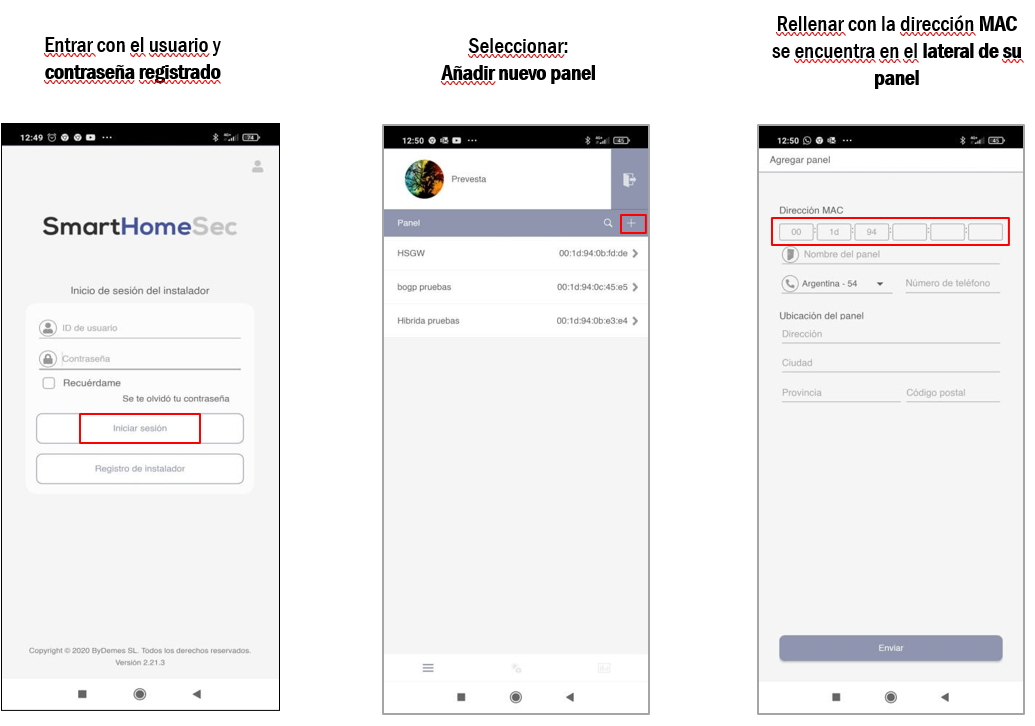 Entrar con el usuario y
contraseña registrado
Seleccionar:
Añadir nuevo panel
Rellenar con la dirección MAC
se encuentra en el lateral de su
panel
12:49
74
SmartHomeSec
Inicio de sesión del instalador
ID de usuario
Contraseña
Recuérdame
Se te olvidó tu contraseña
Iniciar sesión
Registro de instalador
Copyright © 2020 ByDemes SL. Todos los derechos reservados.
Versión 2.21.3
12:50
45
Prevesta
Panel
HSGW 00:1d:94:0b:fd:de
bogp pruebas 00:1d:94:0c:45:e5
Hibrida pruebas 00:1d:94:0b:e3:e4
12:50
45
Agregar panel
Dirección MAC
00 : 1d : 94 : : :
Nombre del panel
Argentina - 54 Número de teléfono
Ubicación del panel
Dirección
Ciudad
Provincia Código postal
Enviar